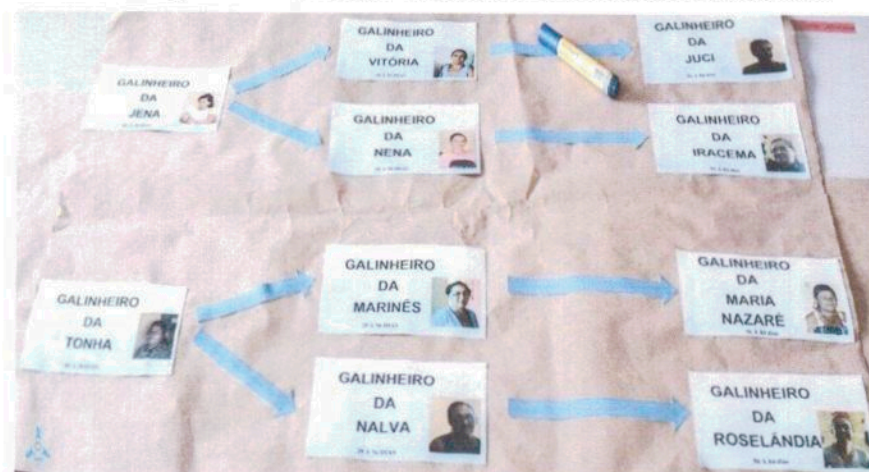 GALINHEIRO
DA
JENA
GALINHEIRO
DA
VITÓRIA
GALINHEIRO
DA
JUCI
GALINHEIRO
DA
NENA
GALINHEIRO
DA
IRACEMA
GALINHEIRO
DA
TONHA
GALINHEIRO
DA
MARINÊS
GALINHEIRO
DA
MARIA
NAZARÉ
GALINHEIRO
DA
NALVA
GALINHEIRO
DA
ROSELÂNDIA